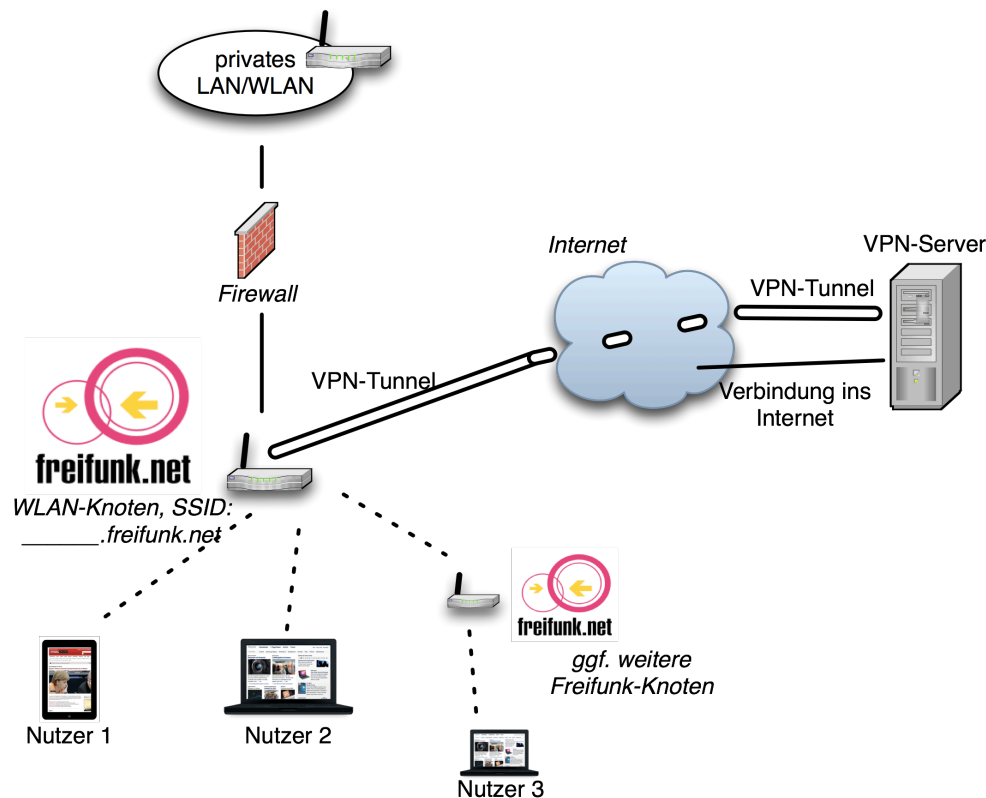 privates
LAN/WLAN
Firewall
Internet
VPN-Server
VPN-Tunnel
VPN-Tunnel
Verbindung ins
Internet
freifunk.net
WLAN-Knoten, SSID:
______.freifunk.net
freifunk.net
ggf. weitere
Freifunk-Knoten
Nutzer 1
Nutzer 2
Nutzer 3